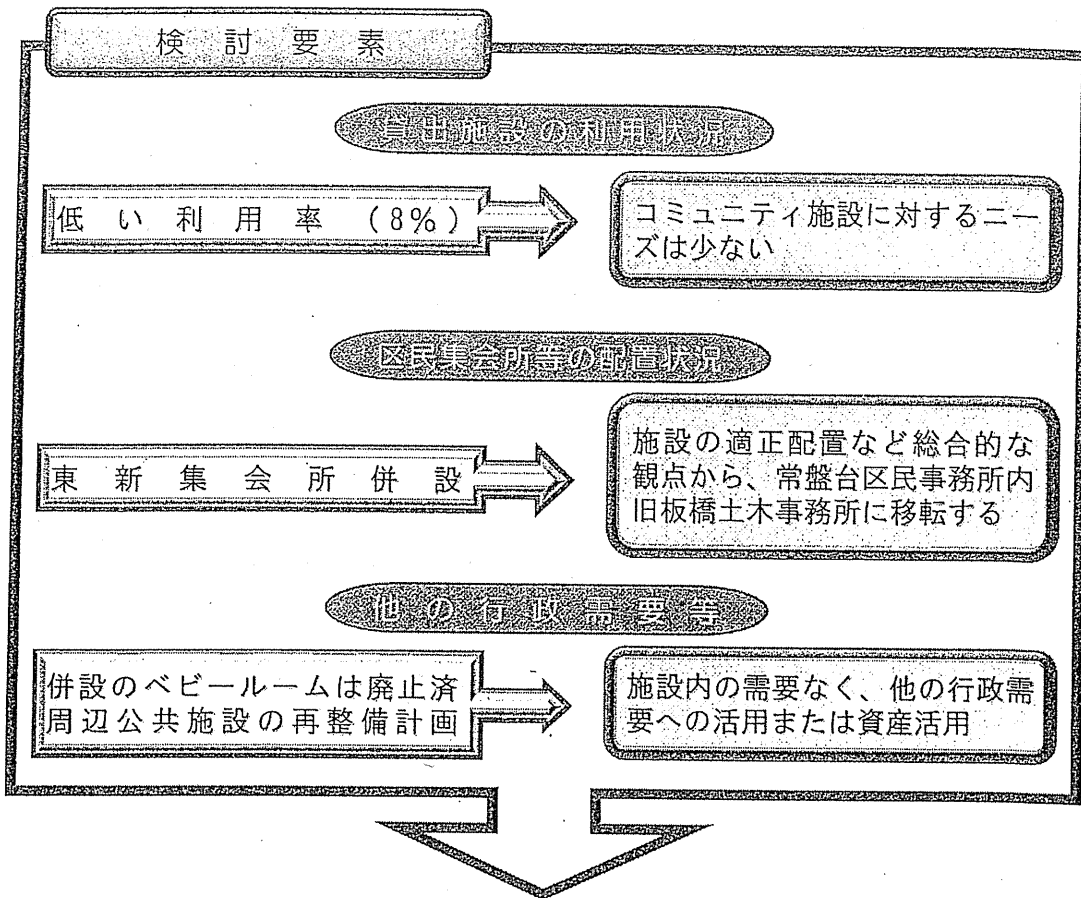 検討要素
貸出施設の利用状況
低い利用率(8%)
コミュニティ施設に対するニー
ズは少ない
区民集会所等の配置状況
東新集会所併設
施設の適正配置など総合的な
観点から、常盤台区民事務所内
旧板橋土木事務所に移転する
他の行政需要等
併設のベビールームは廃止済
周辺公共施設の再整備計画
施設内の需要なく、他の行政需
要への活用または資産活用